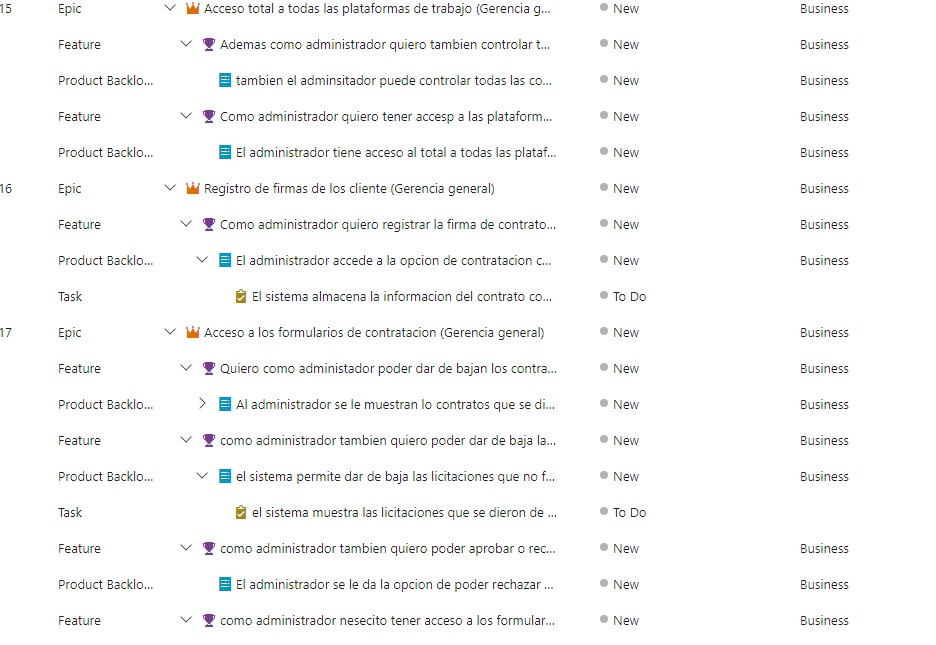 15 Epic Acceso total a todas las plataformas de trabajo (Gerencia g... New Business
Feature Ademas como administrador quiero tambien controlar t... New Business
Product Backlo... tambien el adminsitador puede controlar todas las co... New Business
Feature Como administrador quiero tener accesp a las plataform... New Business
Product Backlo... El administrador tiene acceso al total a todas las plataf... New Business
16 Epic Registro de firmas de los cliente (Gerencia general) New Business
Feature Como administrador quiero registrar la firma de contrato... New Business
Product Backlo... El administrador accede a la opcion de contratacion c... New Business
Task El sistema almacena la informacion del contrato co... To Do
17 Epic Acceso a los formularios de contratacion (Gerencia general) New Business
Feature Quiero como administador poder dar de bajan los contra... New Business
Product Backlo... Al administrador se le muestran lo contratos que se di... New Business
Feature como administrador tambien quiero poder dar de baja la... New Business
Product Backlo... el sistema permite dar de baja las licitaciones que no f... New Business
Task el sistema muestra las licitaciones que se dieron de ... To Do
Feature como administrador tambien quiero poder aprobar o rec... New Business
Product Backlo... El administrador se le da la opcion de poder rechazar ... New Business
Feature como administrador nesecito tener acceso a los formular... New Business